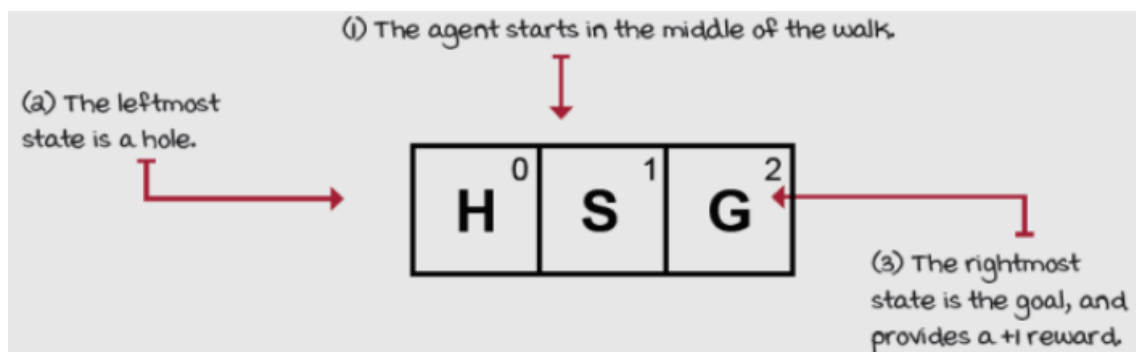 (1) The agent starts in the middle of the walk.
(2) The leftmost
state is a hole.
0 1 2
H S G
(3) The rightmost
state is the goal, and
provides a +1 reward.